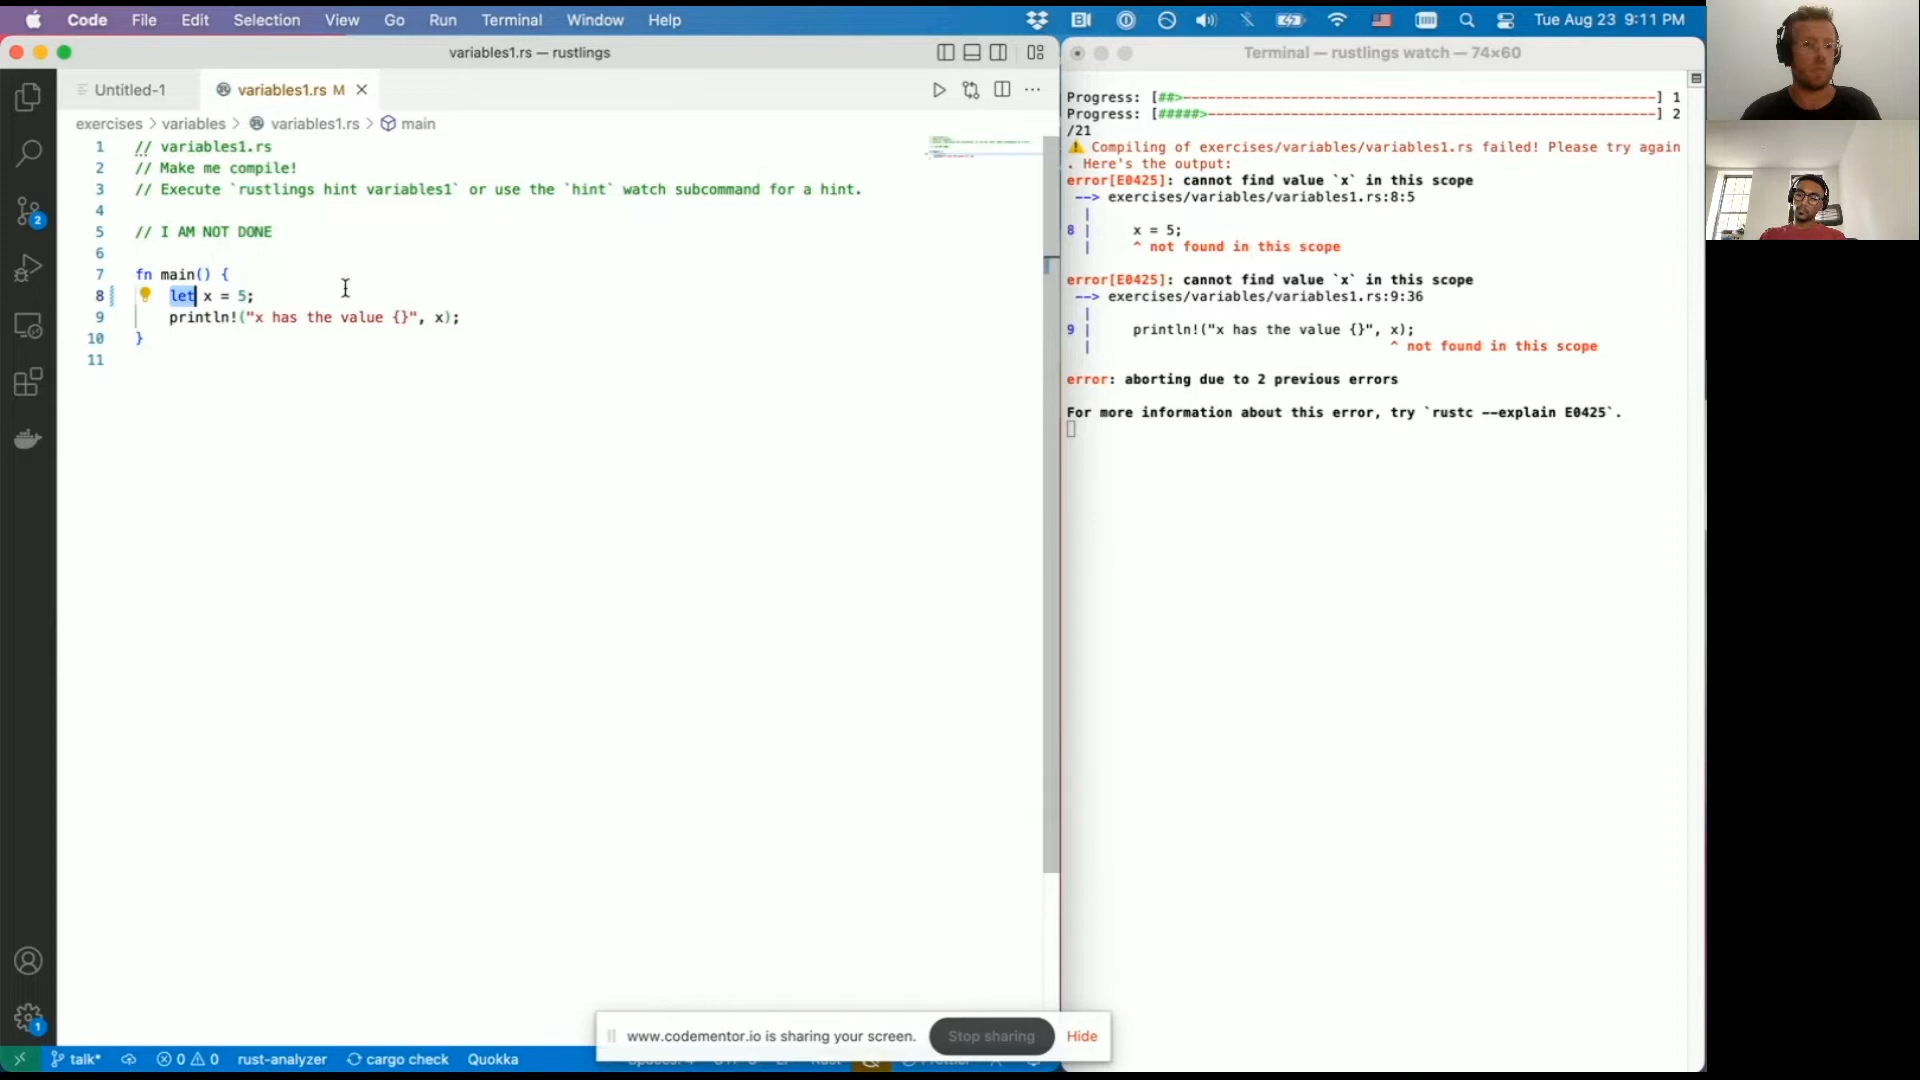 Code File Edit Selection View Go Run Terminal Window Help
Tue Aug 23 9:11 PM
variables1.rs — rustlings
Untitled-1
variables1.rs M
exercises > variables > variables1.rs > main
1 // variables1.rs
2 // Make me compile!
3 // Execute `rustlings hint variables1` or use the `hint` watch subcommand for a hint.
4
5 // I AM NOT DONE
6
7 fn main() {
8 let x = 5;
9 println!("x has the value {}", x);
10 }
11
2
1
talk* 0 0 rust-analyzer cargo check Quokka
www.codementor.io is sharing your screen. Stop sharing Hide
Terminal — rustlings watch — 74×60
Progress: [##>------------------------------------------------------------] 1
Progress: [#####>---------------------------------------------------------] 2
/21
Compiling of exercises/variables/variables1.rs failed! Please try again
. Here's the output:
error[E0425]: cannot find value `x` in this scope
--> exercises/variables/variables1.rs:8:5
|
8 | x = 5;
| ^ not found in this scope
error[E0425]: cannot find value `x` in this scope
--> exercises/variables/variables1.rs:9:36
|
9 | println!("x has the value {}", x);
| ^ not found in this scope
error: aborting due to 2 previous errors
For more information about this error, try `rustc --explain E0425`.